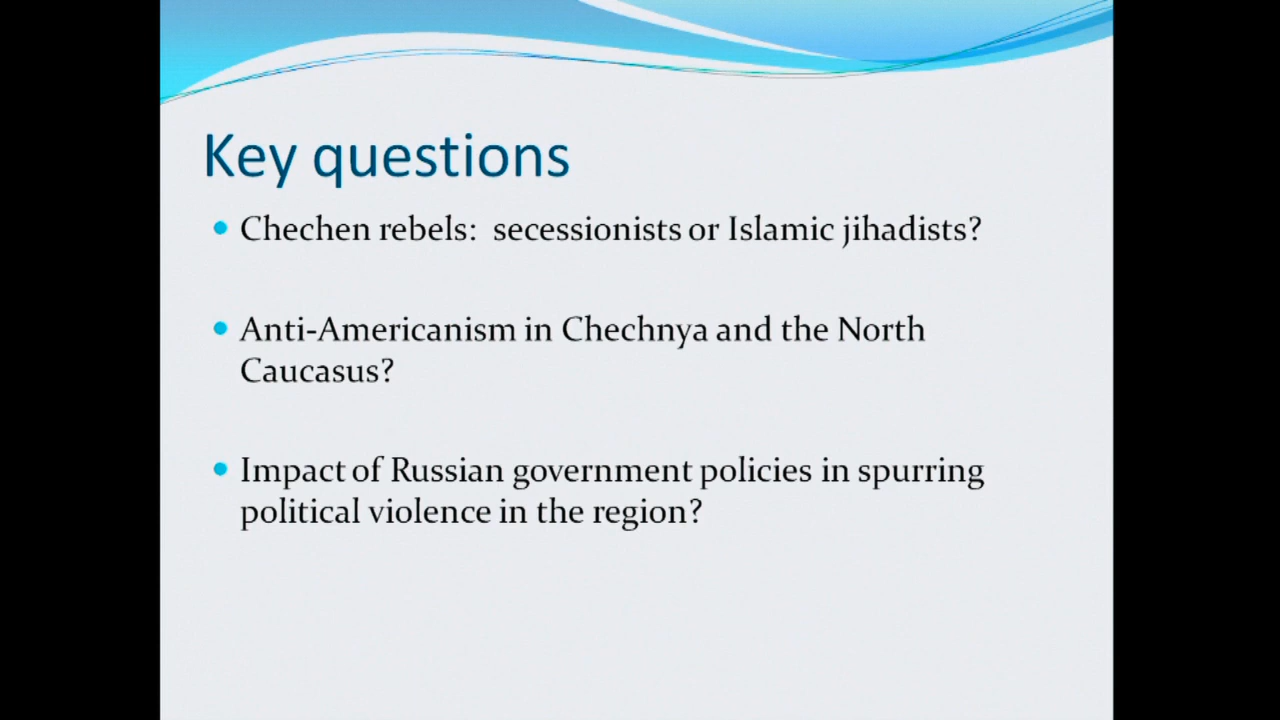 Key questions
• Chechen rebels:  secessionists or Islamic jihadists?
• Anti-Americanism in Chechnya and the North
Caucasus?
• Impact of Russian government policies in spurring
political violence in the region?